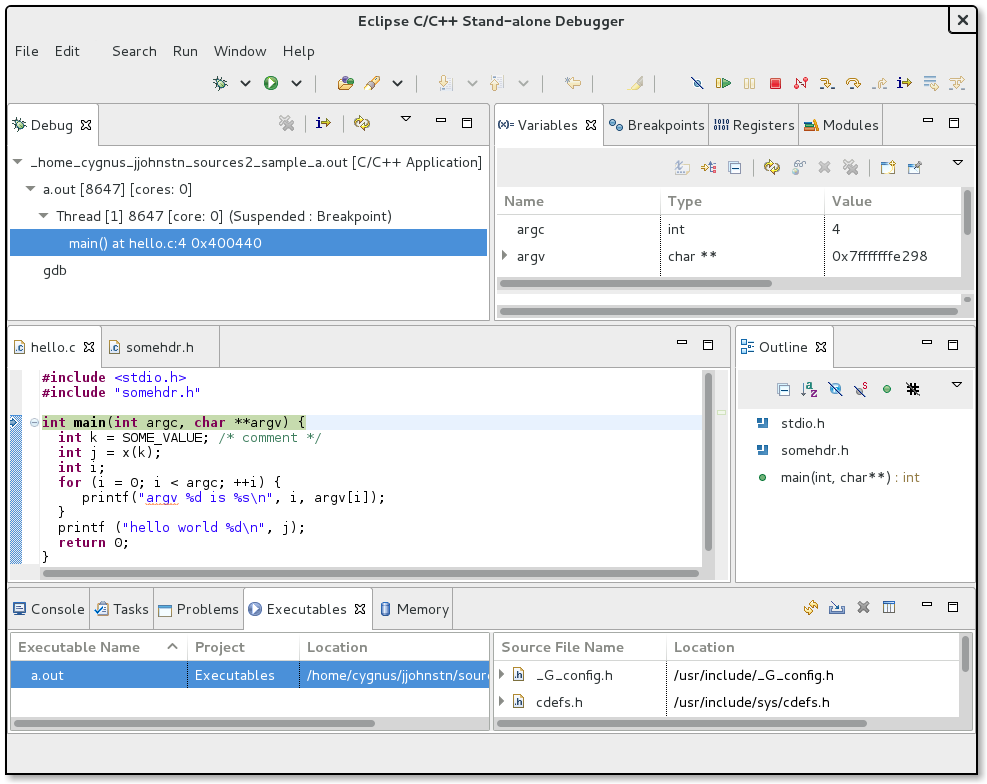 Eclipse C/C++ Stand-alone Debugger
File Edit Search Run Window Help
Debug
_home_cygnus_jjohnstn_sources2_sample_a.out [C/C++ Application]
a.out [8647] [cores: 0]
Thread [1] 8647 [core: 0] (Suspended : Breakpoint)
main() at hello.c:4 0x400440
gdb
(x)= Variables Breakpoints Registers Modules
Name Type Value
argc int 4
argv char ** 0x7fffffffe298
hello.c somehdr.h
#include <stdio.h>
#include "somehdr.h"
int main(int argc, char **argv) {
int k = SOME_VALUE; /* comment */
int j = x(k);
int i;
for (i = 0; i < argc; ++i) {
printf("argv %d is %s\n", i, argv[i]);
}
printf ("hello world %d\n", j);
return 0;
}
Outline
stdio.h
somehdr.h
main(int, char**) : int
Console Tasks Problems Executables Memory
Executable Name Project Location
a.out Executables /home/cygnus/jjohnstn/sour
Source File Name Location
_G_config.h /usr/include/_G_config.h
cdefs.h /usr/include/sys/cdefs.h